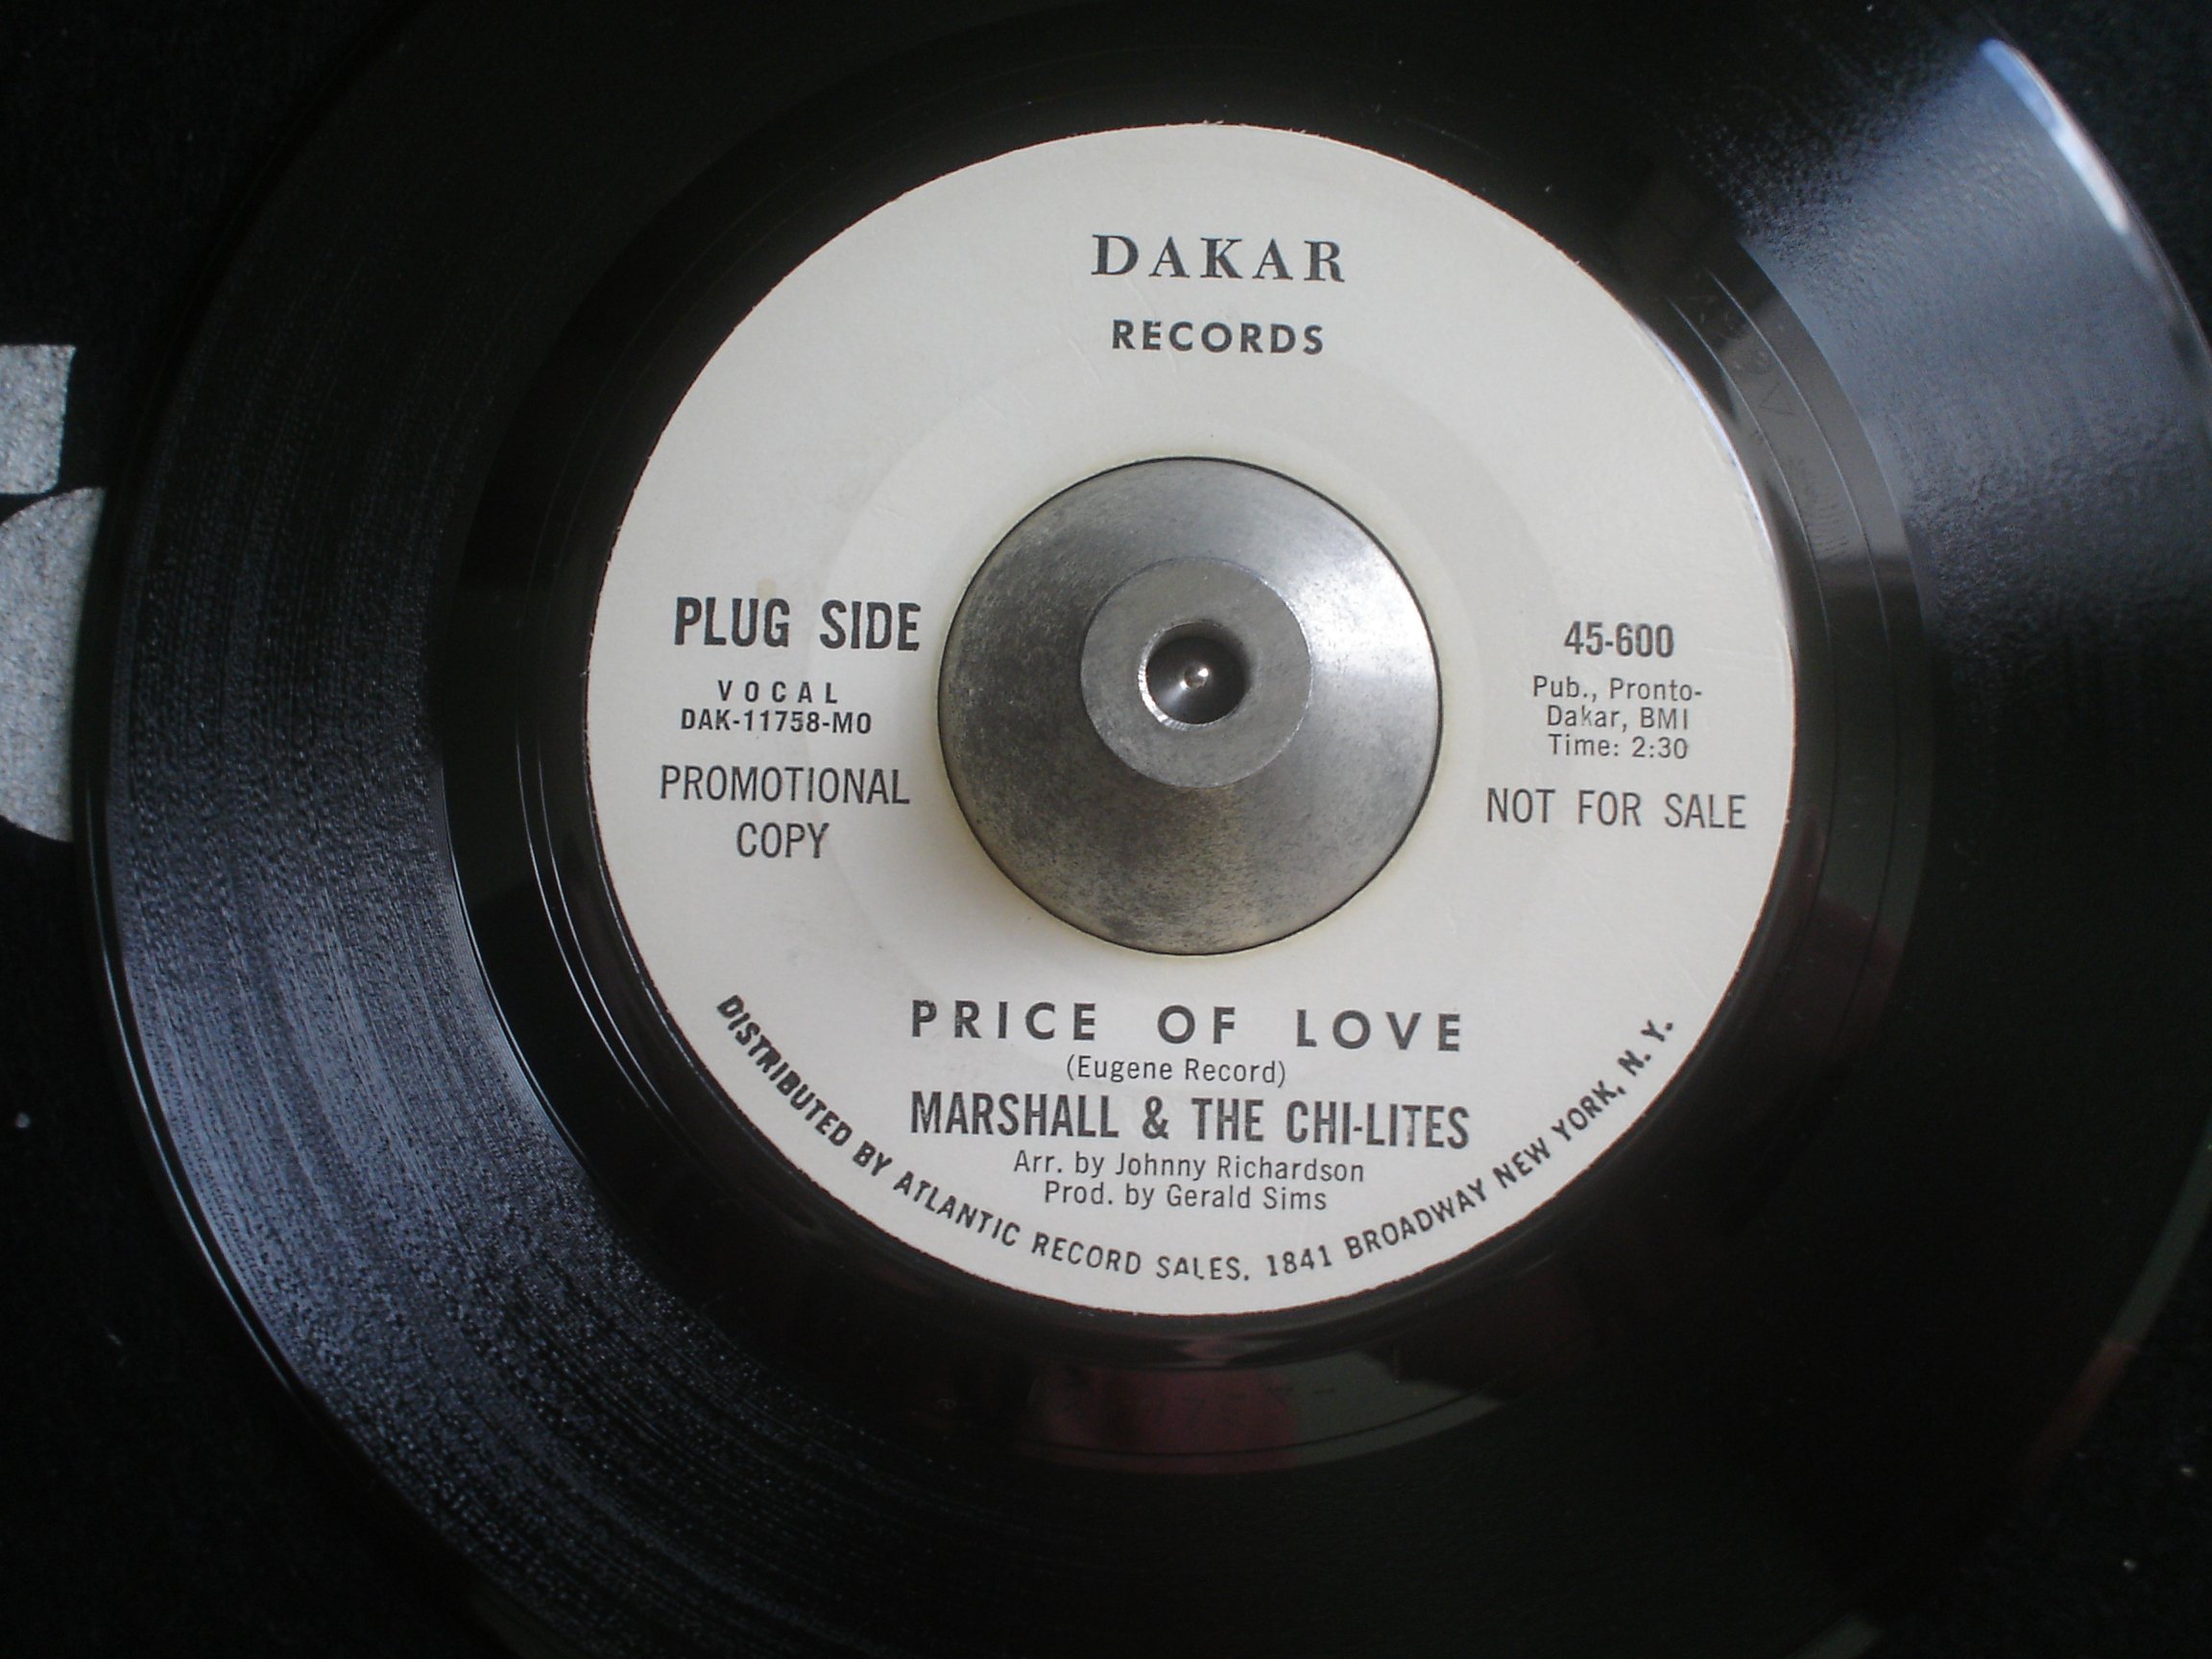 DAKAR
RECORDS
PLUG SIDE
VOCAL
DAK-11758-MO
PROMOTIONAL
COPY
45-600
Pub., Pronto-
Dakar, BMI
Time: 2:30
NOT FOR SALE
PRICE OF LOVE
(Eugene Record)
MARSHALL & THE CHI-LITES
Arr. by Johnny Richardson
Prod. by Gerald Sims
DISTRIBUTED BY ATLANTIC RECORD SALES, 1841 BROADWAY NEW YORK, N. Y.